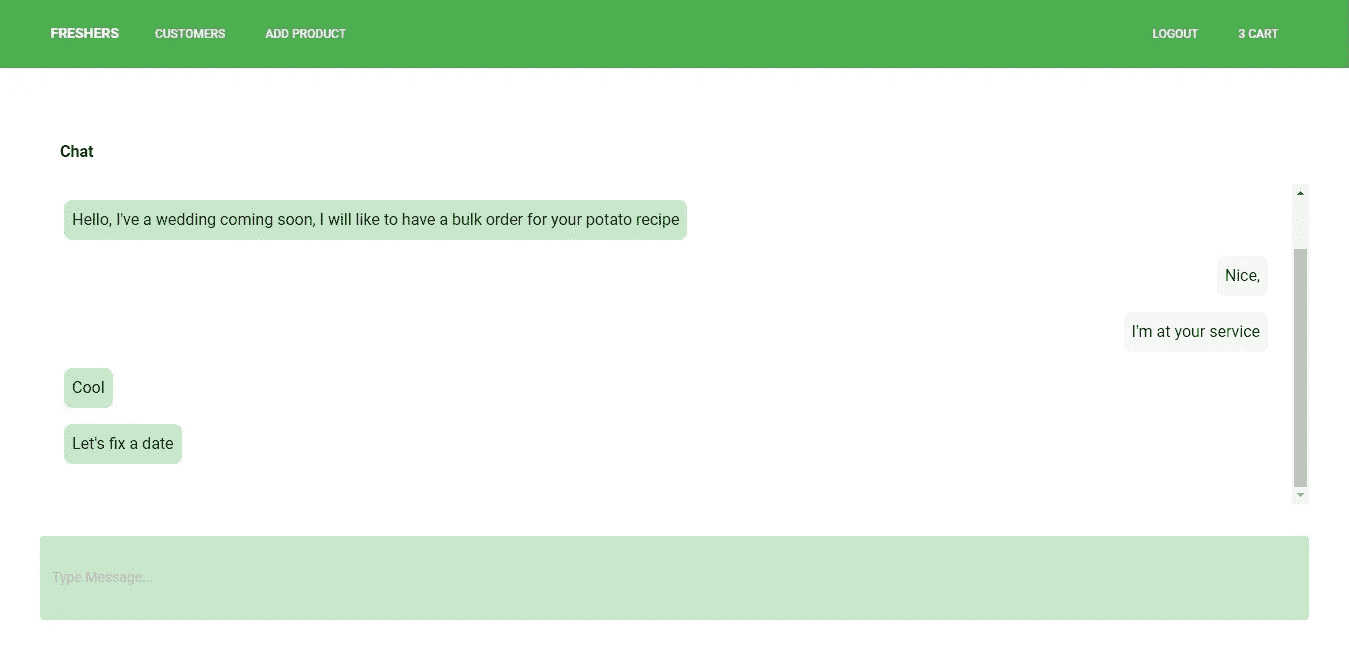 FRESHERS CUSTOMERS ADD PRODUCT LOGOUT 3 CART
Chat
Hello, I've a wedding coming soon, I will like to have a bulk order for your potato recipe
Nice,
I'm at your service
Cool
Let's fix a date
Type Message...